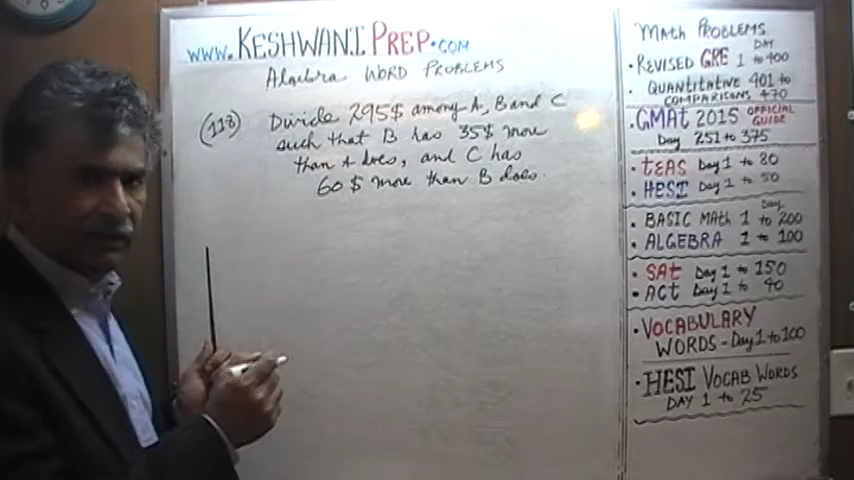 www.KESHWANIPREP.COM
Algebra WORD PROBLEMS
(118) Divide 295$ among A, B and C
such that B has 35$ more
than A does, and C has
60$ more than B does.
MATH PROBLEMS
DAY
• REVISED GRE 1 to 400
• QUANTITATIVE 401 to
COMPARISONS 470
• GMAT 2015 OFFICIAL GUIDE
Day 251 to 375
• TEAS Day 1 to 80
• HESI Day 1 to 50
Day
• BASIC MATH 1 to 200
• ALGEBRA 1 to 100
• SAT Day 1 to 150
• ACT Day 1 to 40
• VOCABULARY
WORDS - Day 1 to 100
• HESI VOCAB WORDS
DAY 1 to 25